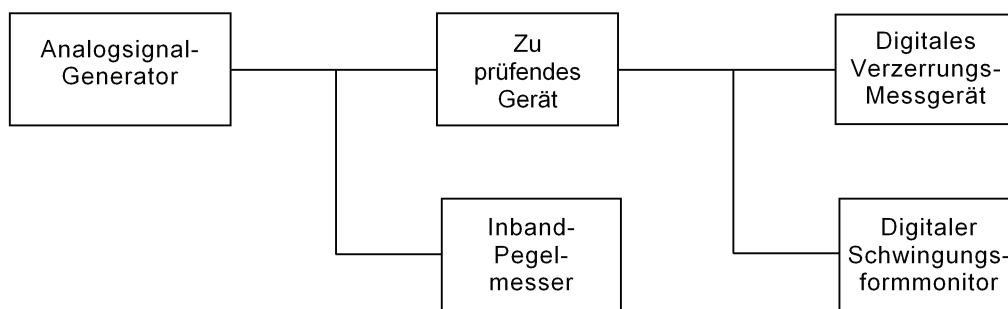 Analogsignal-
Generator
Zu
prüfendes
Gerät
Digitales
Verzerrungs-
Messgerät
Inband-
Pegel-
messer
Digitaler
Schwingungs-
formmonitor